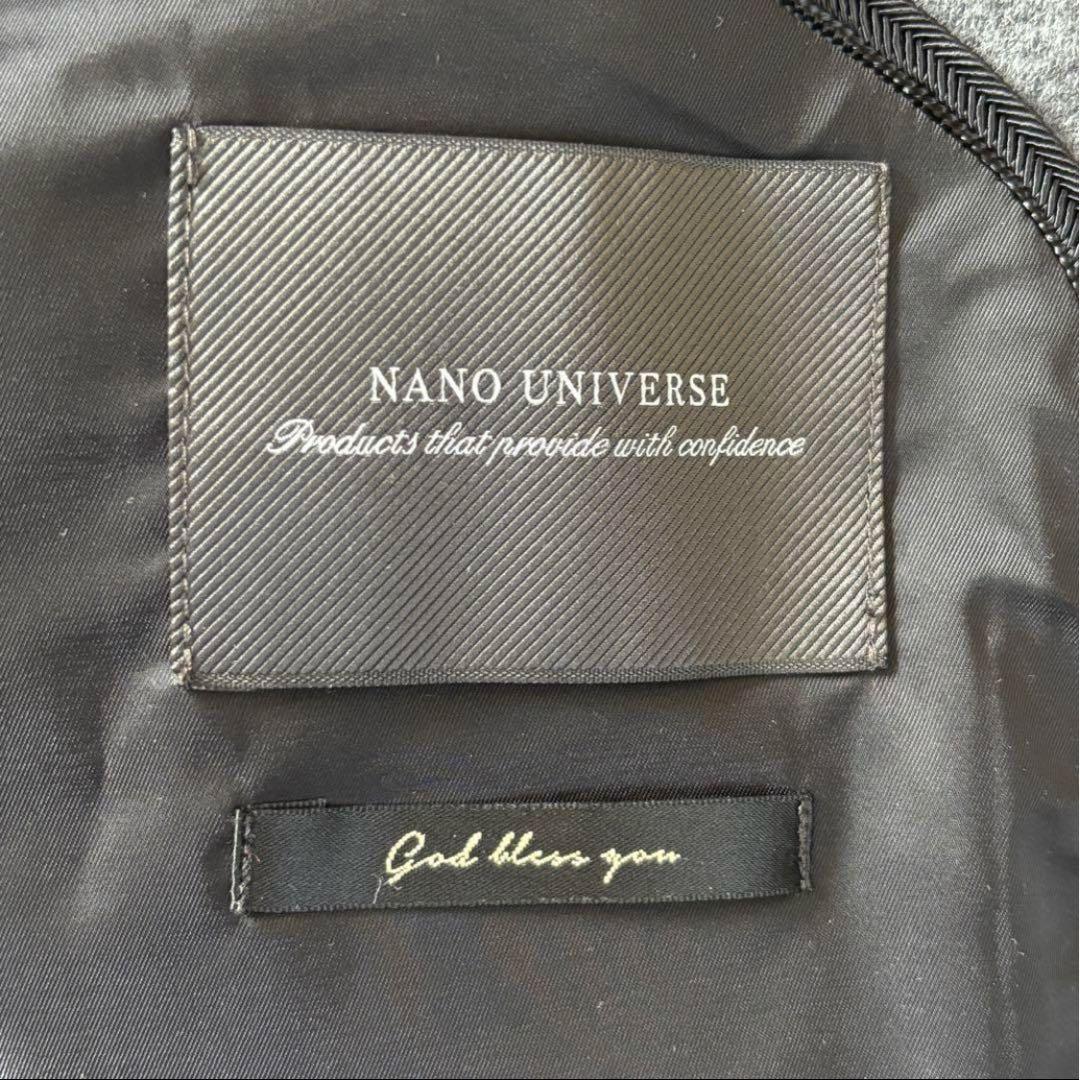 NANO UNIVERSE
Products that provide with confidence
God bless you